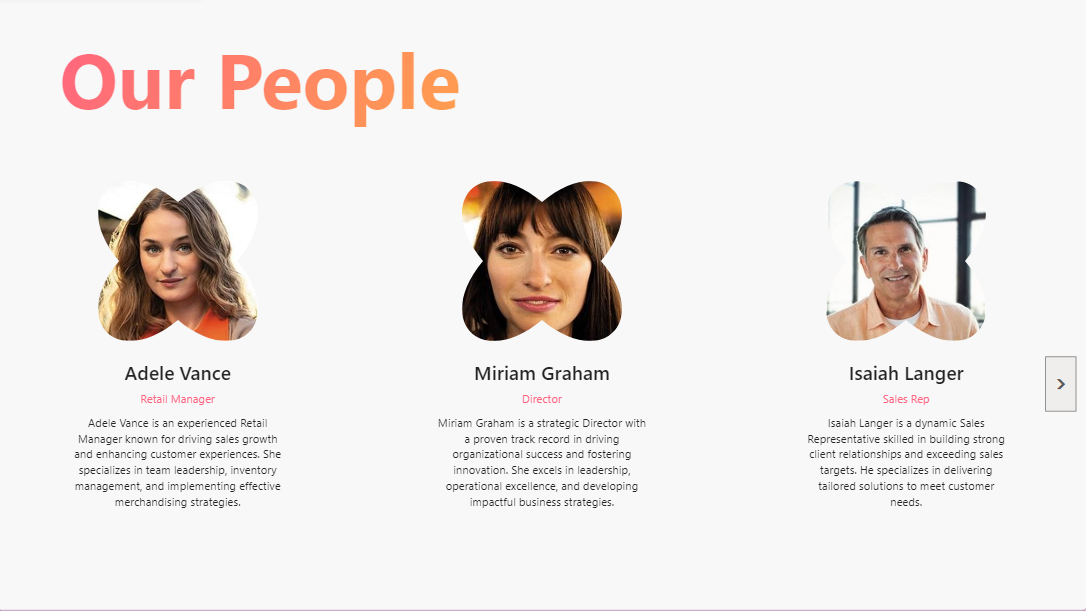 Our People
Adele Vance
Retail Manager
Adele Vance is an experienced Retail
Manager known for driving sales growth
and enhancing customer experiences. She
specializes in team leadership, inventory
management, and implementing effective
merchandising strategies.
Miriam Graham
Director
Miriam Graham is a strategic Director with
a proven track record in driving
organizational success and fostering
innovation. She excels in leadership,
operational excellence, and developing
impactful business strategies.
Isaiah Langer
Sales Rep
Isaiah Langer is a dynamic Sales
Representative skilled in building strong
client relationships and exceeding sales
targets. He specializes in delivering
tailored solutions to meet customer
needs.